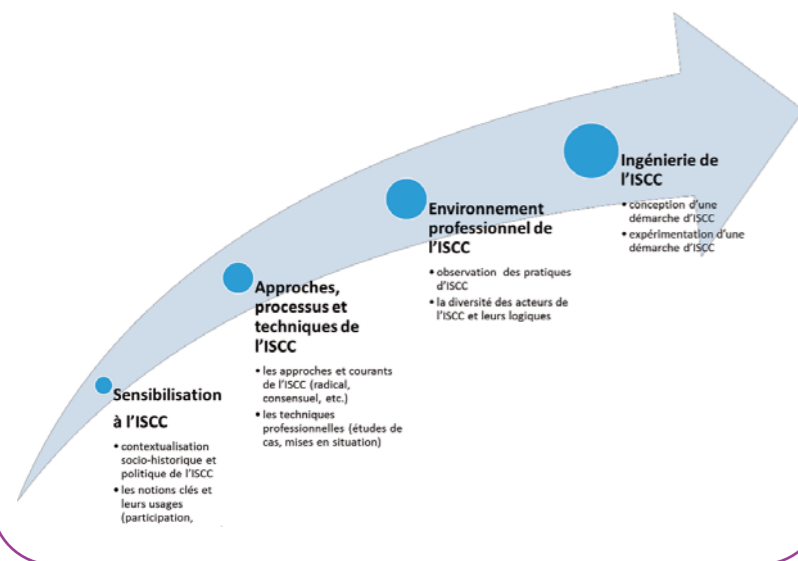 Sensibilisation
à l’ISCC
• contextualisation
socio-historique et
politique de l’ISCC
• les notions clés et
leurs usages
(participation,
Approches,
processus et
techniques de
l’ISCC
• les approches et courants
de l’ISCC (radical,
consensuel, etc.)
• les techniques
professionnelles (études de
cas, mises en situation)
Environnement
professionnel de
l’ISCC
• observation des pratiques
d’ISCC
• la diversité des acteurs de
l’ISCC et leurs logiques
Ingénierie de
l’ISCC
• conception d’une
démarche d’ISCC
• expérimentation d’une
démarche d’ISCC